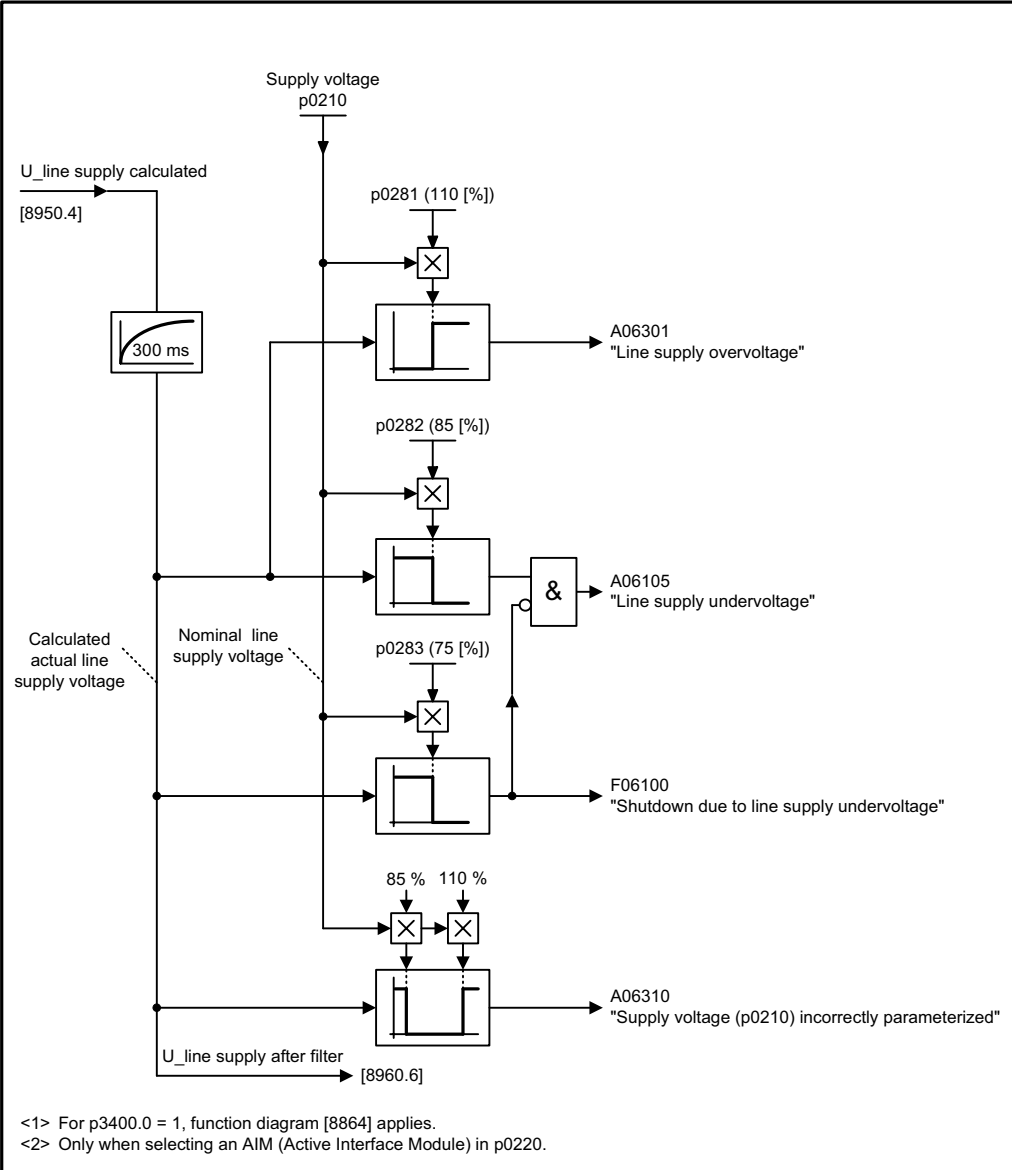 Supply voltage
p0210
U_line supply calculated
[8950.4]
p0281 (110 [%])
300 ms
A06301
"Line supply overvoltage"
p0282 (85 [%])
&
A06105
"Line supply undervoltage"
Calculated
actual line
supply voltage
Nominal line
supply voltage
p0283 (75 [%])
F06100
"Shutdown due to line supply undervoltage"
85 % 110 %
A06310
"Supply voltage (p0210) incorrectly parameterized"
U_line supply after filter
[8960.6]
<1> For p3400.0 = 1, function diagram [8864] applies.
<2> Only when selecting an AIM (Active Interface Module) in p0220.